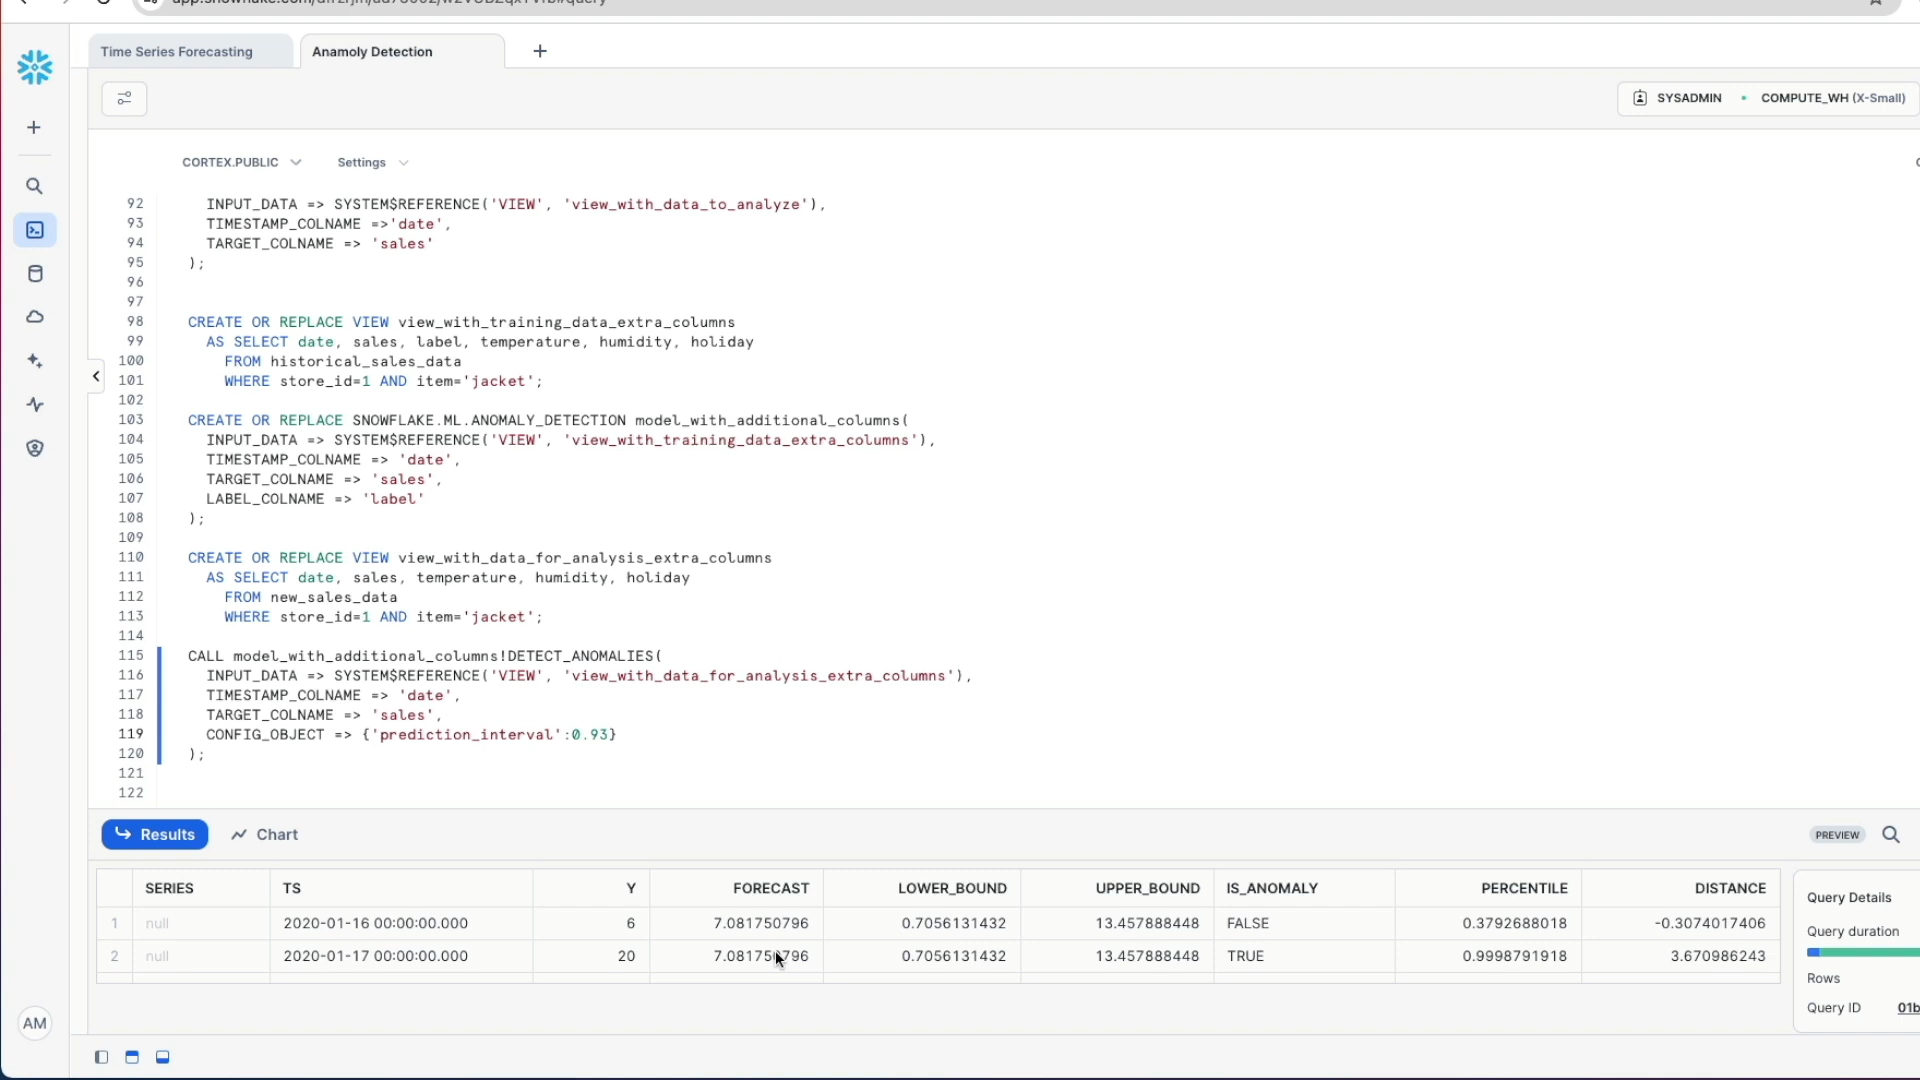 Time Series Forecasting
Anamoly Detection
SYSADMIN
COMPUTE_WH (X-Small)
CORTEX.PUBLIC
Settings
92 INPUT_DATA => SYSTEM$REFERENCE('VIEW', 'view_with_data_to_analyze'),
93 TIMESTAMP_COLNAME =>'date',
94 TARGET_COLNAME => 'sales'
95 );
96
97
98 CREATE OR REPLACE VIEW view_with_training_data_extra_columns
99 AS SELECT date, sales, label, temperature, humidity, holiday
100 FROM historical_sales_data
101 WHERE store_id=1 AND item='jacket';
102
103 CREATE OR REPLACE SNOWFLAKE.ML.ANOMALY_DETECTION model_with_additional_columns(
104 INPUT_DATA => SYSTEM$REFERENCE('VIEW', 'view_with_training_data_extra_columns'),
105 TIMESTAMP_COLNAME => 'date',
106 TARGET_COLNAME => 'sales',
107 LABEL_COLNAME => 'label'
108 );
109
110 CREATE OR REPLACE VIEW view_with_data_for_analysis_extra_columns
111 AS SELECT date, sales, temperature, humidity, holiday
112 FROM new_sales_data
113 WHERE store_id=1 AND item='jacket';
114
115 CALL model_with_additional_columns!DETECT_ANOMALIES(
116 INPUT_DATA => SYSTEM$REFERENCE('VIEW', 'view_with_data_for_analysis_extra_columns'),
117 TIMESTAMP_COLNAME => 'date',
118 TARGET_COLNAME => 'sales',
119 CONFIG_OBJECT => {'prediction_interval':0.93}
120 );
121
122
Results
Chart
PREVIEW
SERIES TS Y FORECAST LOWER_BOUND UPPER_BOUND IS_ANOMALY PERCENTILE DISTANCE
1 null 2020-01-16 00:00:00.000 6 7.081750796 0.7056131432 13.457888448 FALSE 0.3792688018 -0.3074017406
2 null 2020-01-17 00:00:00.000 20 7.081750796 0.7056131432 13.457888448 TRUE 0.9998791918 3.670986243
Query Details
Query duration
Rows
Query ID 01b
AM